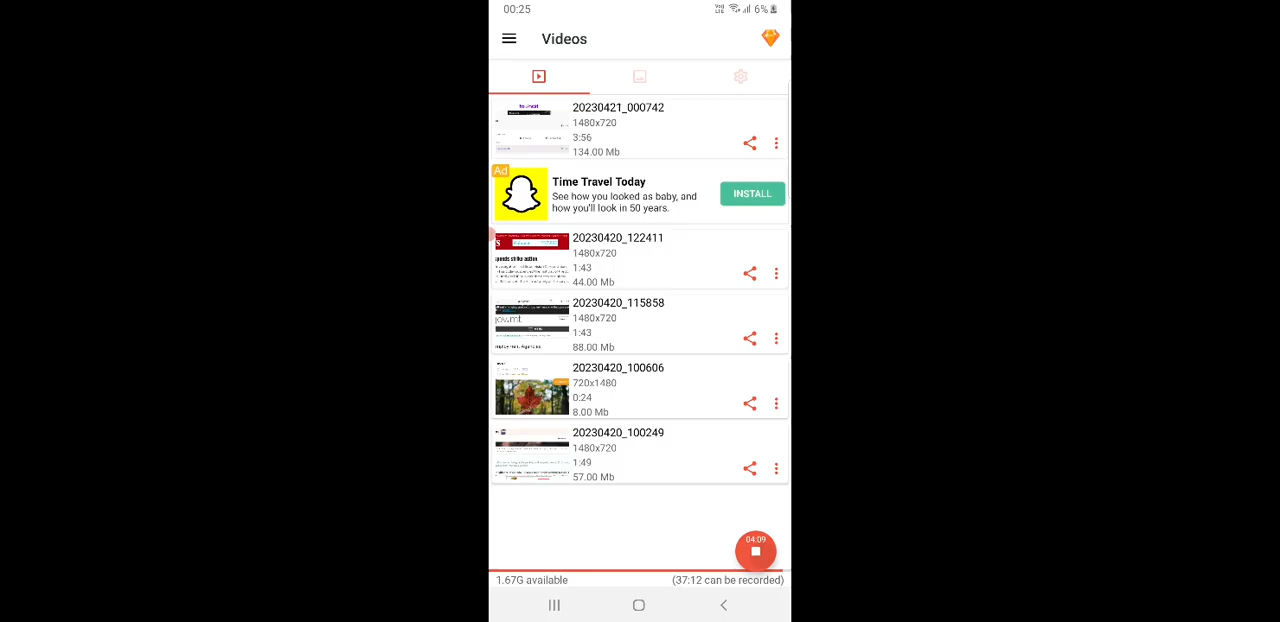 00:25
6%
Videos
20230421_000742
1480x720
3:56
134.00 Mb
Ad
Time Travel Today
See how you looked as baby, and
how you'll look in 50 years.
INSTALL
20230420_122411
1480x720
1:43
44.00 Mb
20230420_115858
1480x720
1:43
88.00 Mb
20230420_100606
720x1480
0:24
8.00 Mb
20230420_100249
1480x720
1:49
57.00 Mb
04:09
1.67G available
(37:12 can be recorded)